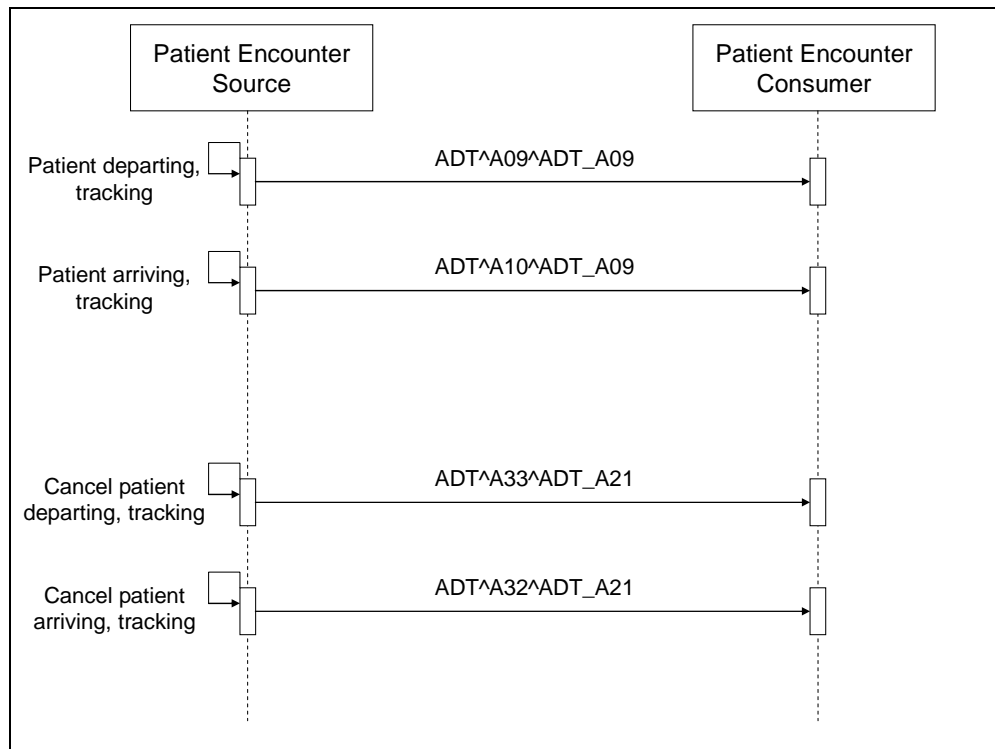 Patient Encounter
Source
Patient Encounter
Consumer
Patient departing,
tracking
ADT^A09^ADT_A09
Patient arriving,
tracking
ADT^A10^ADT_A09
Cancel patient
departing, tracking
ADT^A33^ADT_A21
Cancel patient
arriving, tracking
ADT^A32^ADT_A21